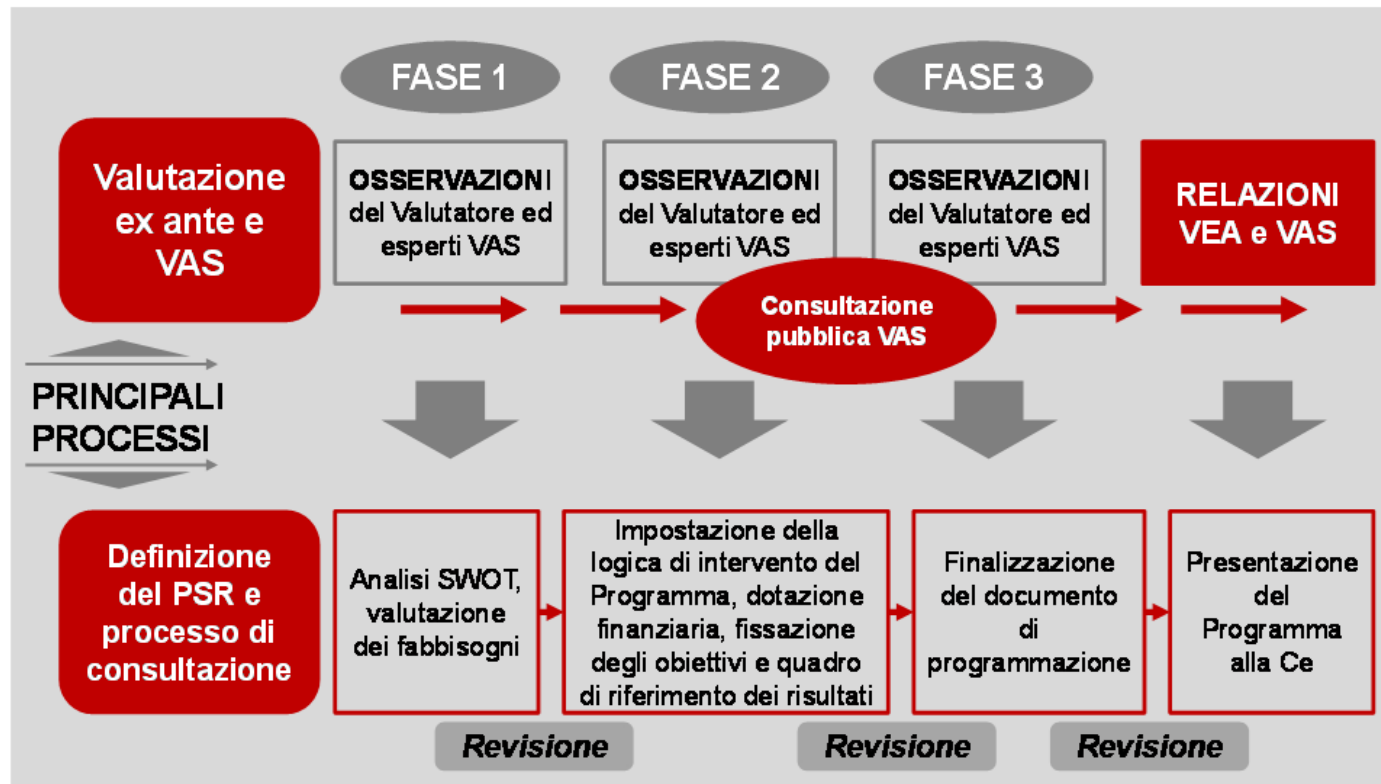 FASE 1
FASE 2
FASE 3
Valutazione
ex ante e
VAS
OSSERVAZIONI
del Valutatore ed
esperti VAS
OSSERVAZIONI
del Valutatore ed
esperti VAS
OSSERVAZIONI
del Valutatore ed
esperti VAS
RELAZIONI
VEA e VAS
Consultazione
pubblica VAS
PRINCIPALI
PROCESSI
Definizione
del PSR e
processo di
consultazione
Analisi SWOT,
valutazione
dei fabbisogni
Impostazione della
logica di intervento del
Programma, dotazione
finanziaria, fissazione
degli obiettivi e quadro
di riferimento dei risultati
Finalizzazione
del documento
di
programmazione
Presentazione
del
Programma
alla Ce
Revisione
Revisione
Revisione